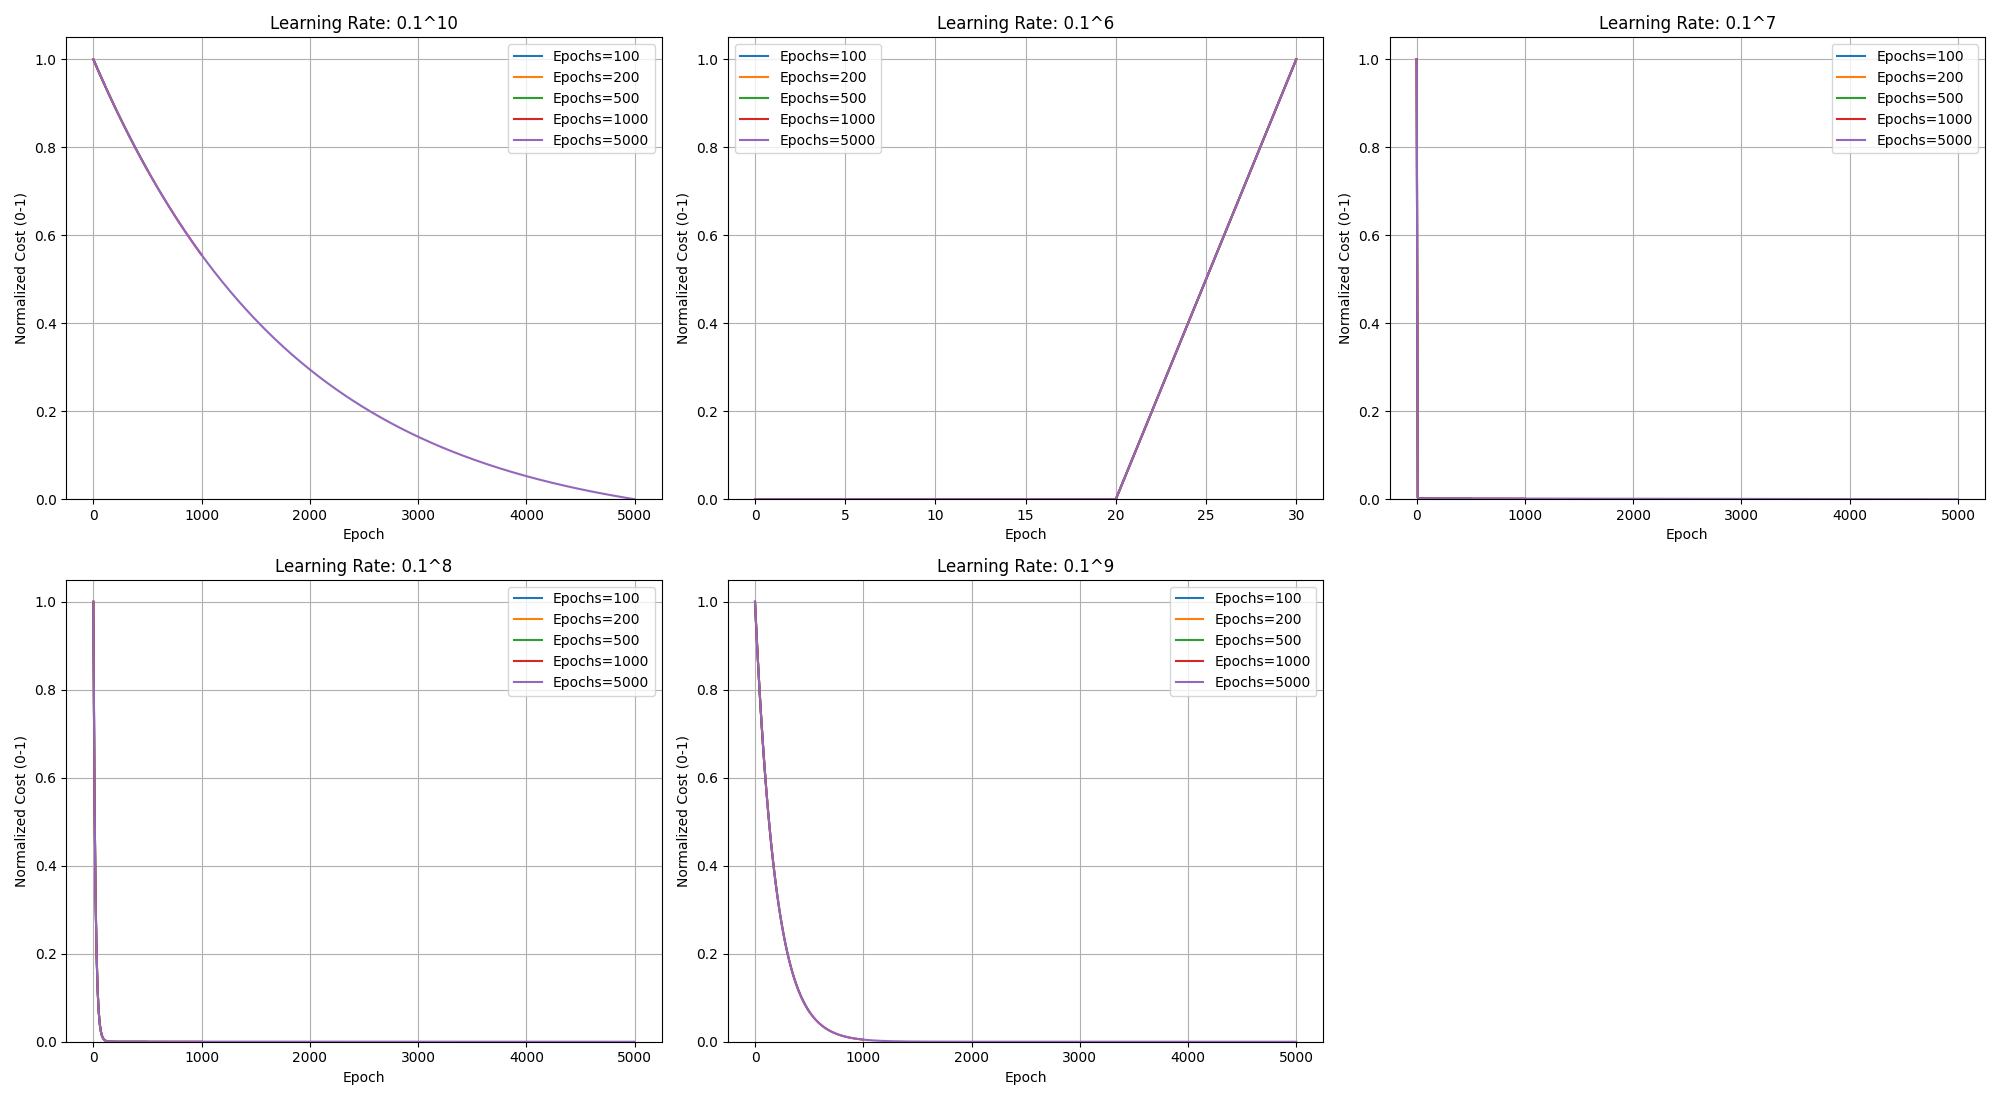 Learning Rate: 0.1^10
Normalized Cost (0-1)
1.0
0.8
0.6
0.4
0.2
0.0
Epochs=100
Epochs=200
Epochs=500
Epochs=1000
Epochs=5000
0 1000 2000 3000 4000 5000
Epoch
Learning Rate: 0.1^6
Normalized Cost (0-1)
1.0
0.8
0.6
0.4
0.2
0.0
Epochs=100
Epochs=200
Epochs=500
Epochs=1000
Epochs=5000
0 5 10 15 20 25 30
Epoch
Learning Rate: 0.1^7
Normalized Cost (0-1)
1.0
0.8
0.6
0.4
0.2
0.0
Epochs=100
Epochs=200
Epochs=500
Epochs=1000
Epochs=5000
0 1000 2000 3000 4000 5000
Epoch
Learning Rate: 0.1^8
Normalized Cost (0-1)
1.0
0.8
0.6
0.4
0.2
0.0
Epochs=100
Epochs=200
Epochs=500
Epochs=1000
Epochs=5000
0 1000 2000 3000 4000 5000
Epoch
Learning Rate: 0.1^9
Normalized Cost (0-1)
1.0
0.8
0.6
0.4
0.2
0.0
Epochs=100
Epochs=200
Epochs=500
Epochs=1000
Epochs=5000
0 1000 2000 3000 4000 5000
Epoch